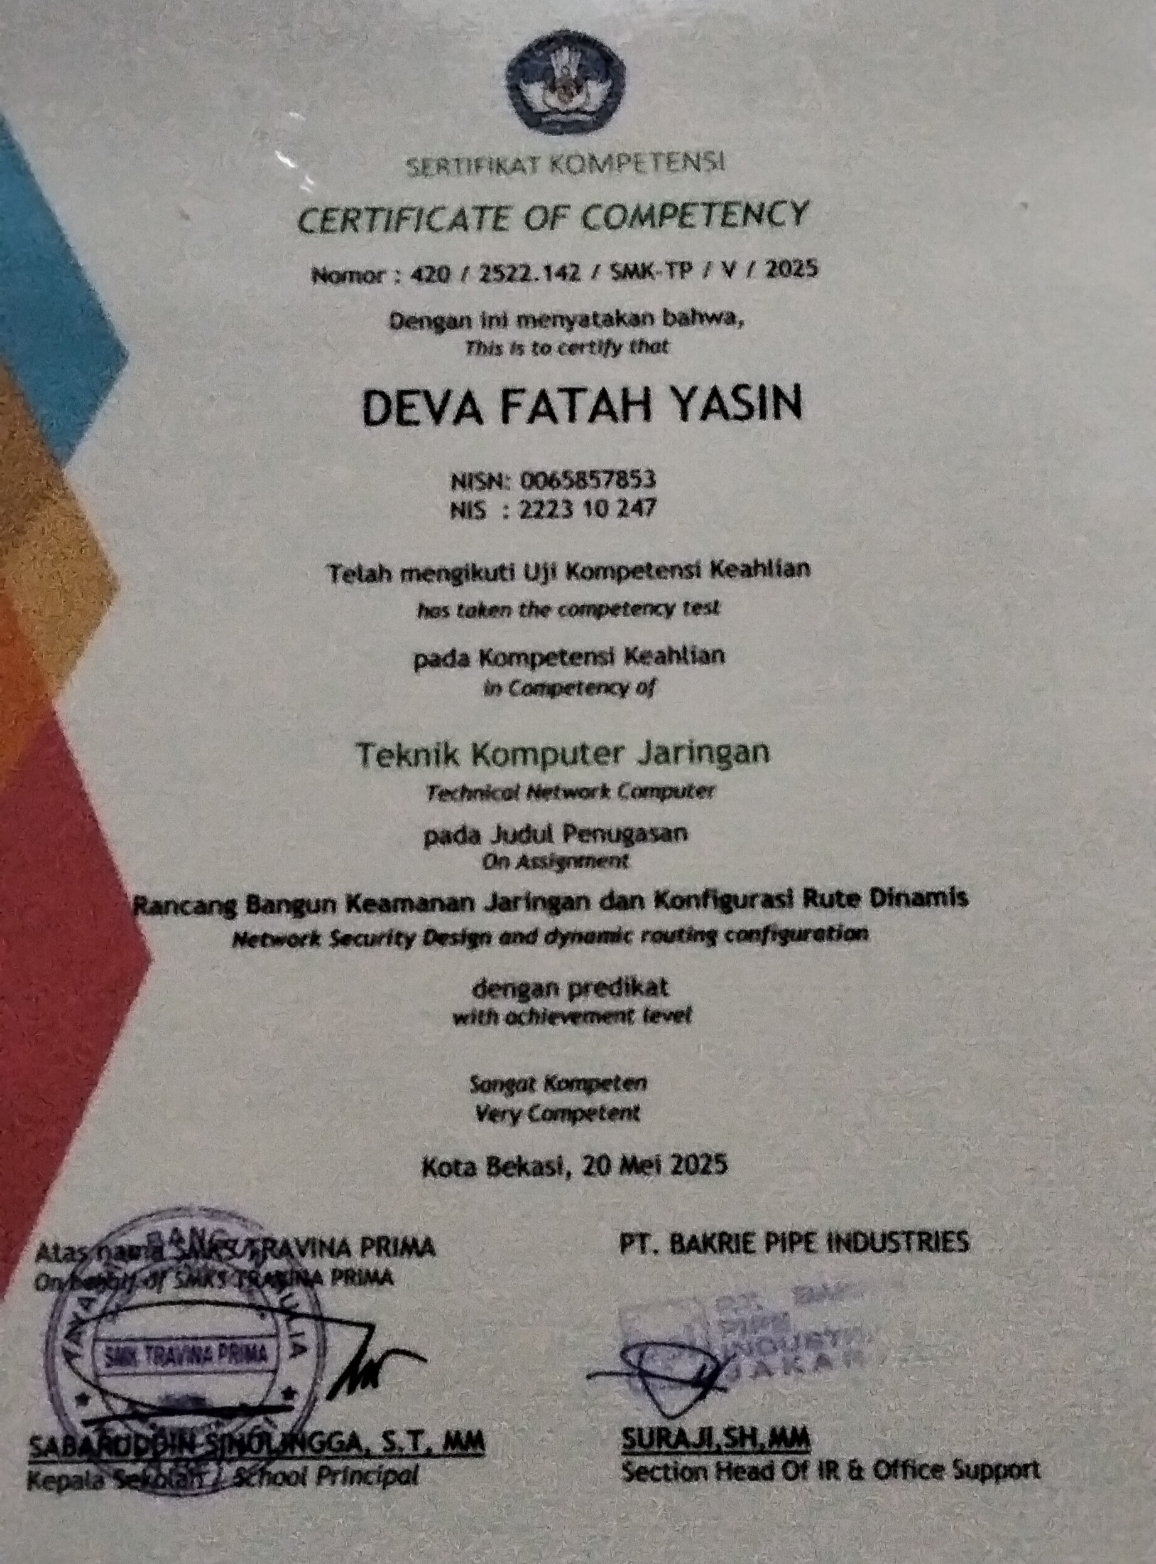 SERTIFIKAT KOMPETENSI
CERTIFICATE OF COMPETENCY
Nomor : 420 / 2522.142 / SMK-TP / V / 2025
Dengan ini menyatakan bahwa,
This is to certify that
DEVA FATAH YASIN
NISN: 0065857853
NIS : 2223 10 247
Telah mengikuti Uji Kompetensi Keahlian
has taken the competency test
pada Kompetensi Keahlian
in Competency of
Teknik Komputer Jaringan
Technical Network Computer
pada Judul Penugasan
On Assignment
Rancang Bangun Keamanan Jaringan dan Konfigurasi Rute Dinamis
Network Security Design and dynamic routing configuration
dengan predikat
with achievement level
Sangat Kompeten
Very Competent
Kota Bekasi, 20 Mei 2025
Atas nama SMKS TRAVINA PRIMA
On behalf of SMKS TRAVINA PRIMA
SMK TRAVINA PRIMA
SABARUDDIN SINULINGGA, S.T, MM
Kepala Sekolah / School Principal
PT. BAKRIE PIPE INDUSTRIES
PIPE
SURAJI,SH,MM
Section Head Of IR & Office Support